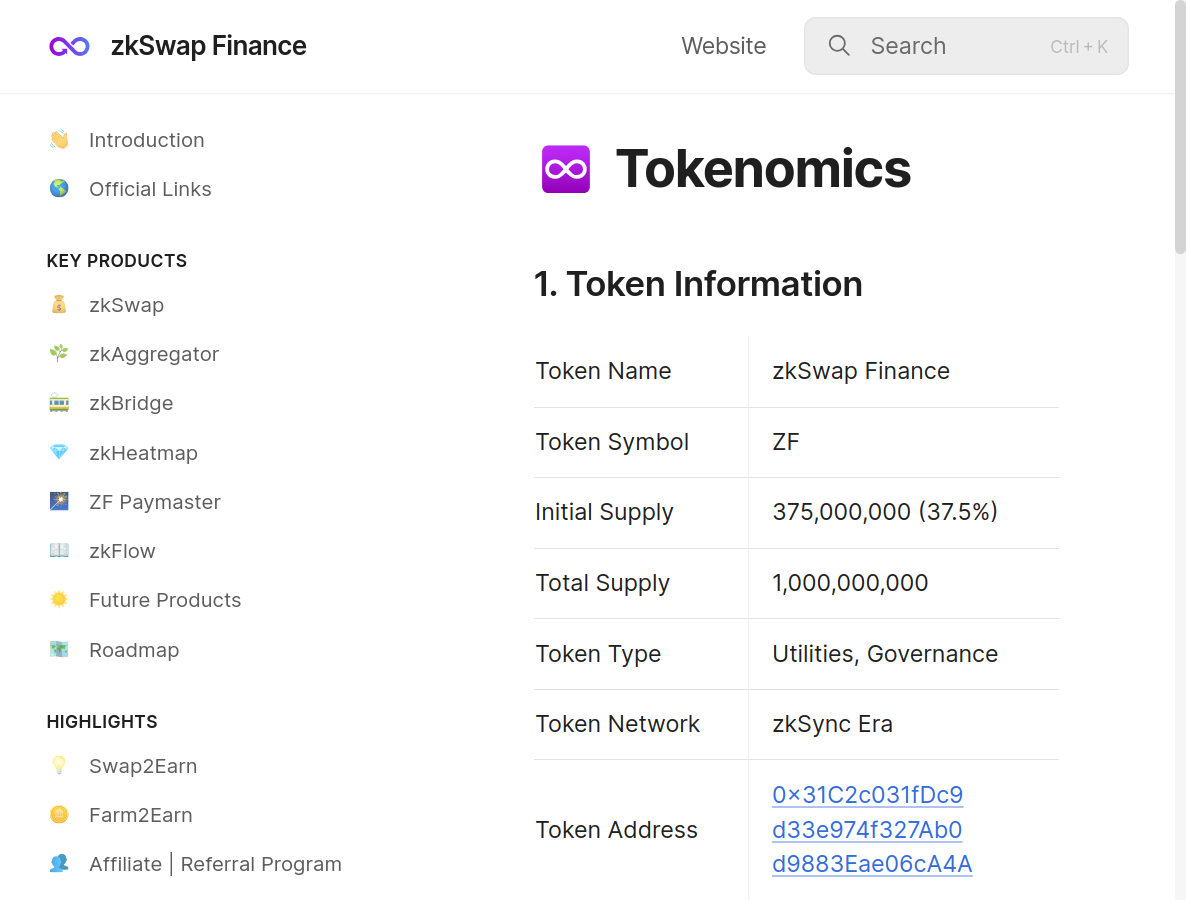 zkSwap Finance
Website
Search
Ctrl + K
Introduction
Official Links
KEY PRODUCTS
zkSwap
zkAggregator
zkBridge
zkHeatmap
ZF Paymaster
zkFlow
Future Products
Roadmap
HIGHLIGHTS
Swap2Earn
Farm2Earn
Affiliate | Referral Program
Tokenomics
1. Token Information
Token Name zkSwap Finance
Token Symbol ZF
Initial Supply 375,000,000 (37.5%)
Total Supply 1,000,000,000
Token Type Utilities, Governance
Token Network zkSync Era
Token Address
0x31C2c031fDc9
d33e974f327Ab0
d9883Eae06cA4A